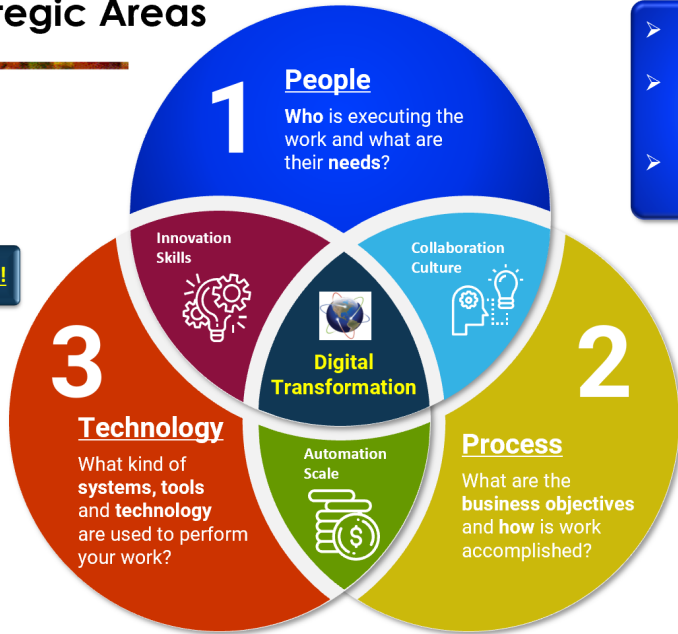 tegic Areas
1
People
Who is executing the
work and what are
their needs?
Innovation
Skills
Collaboration
Culture
!
Digital
Transformation
3
Technology
What kind of
systems, tools
and technology
are used to perform
your work?
2
Process
What are the
business objectives
and how is work
accomplished?
Automation
Scale
$